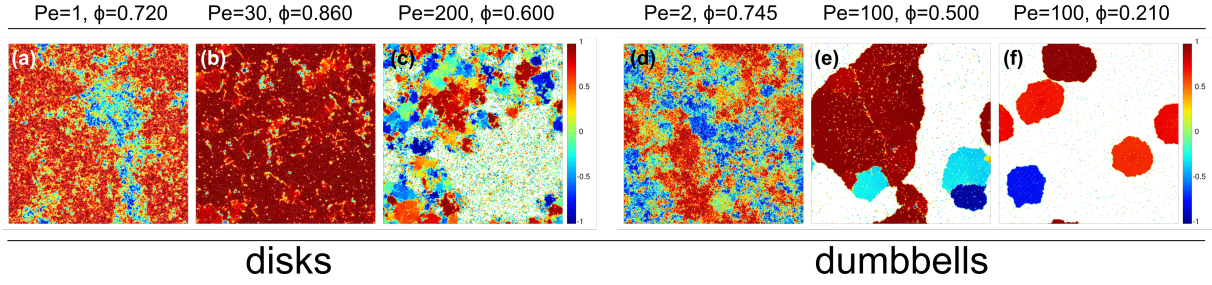 Pe=1, ϕ=0.720 Pe=30, ϕ=0.860 Pe=200, ϕ=0.600 Pe=2, ϕ=0.745 Pe=100, ϕ=0.500 Pe=100, ϕ=0.210
(a) (b) (c) 1 (d) (e) (f) 1
0.5 0.5
0 0
-0.5 -0.5
-1 -1
disks dumbbells